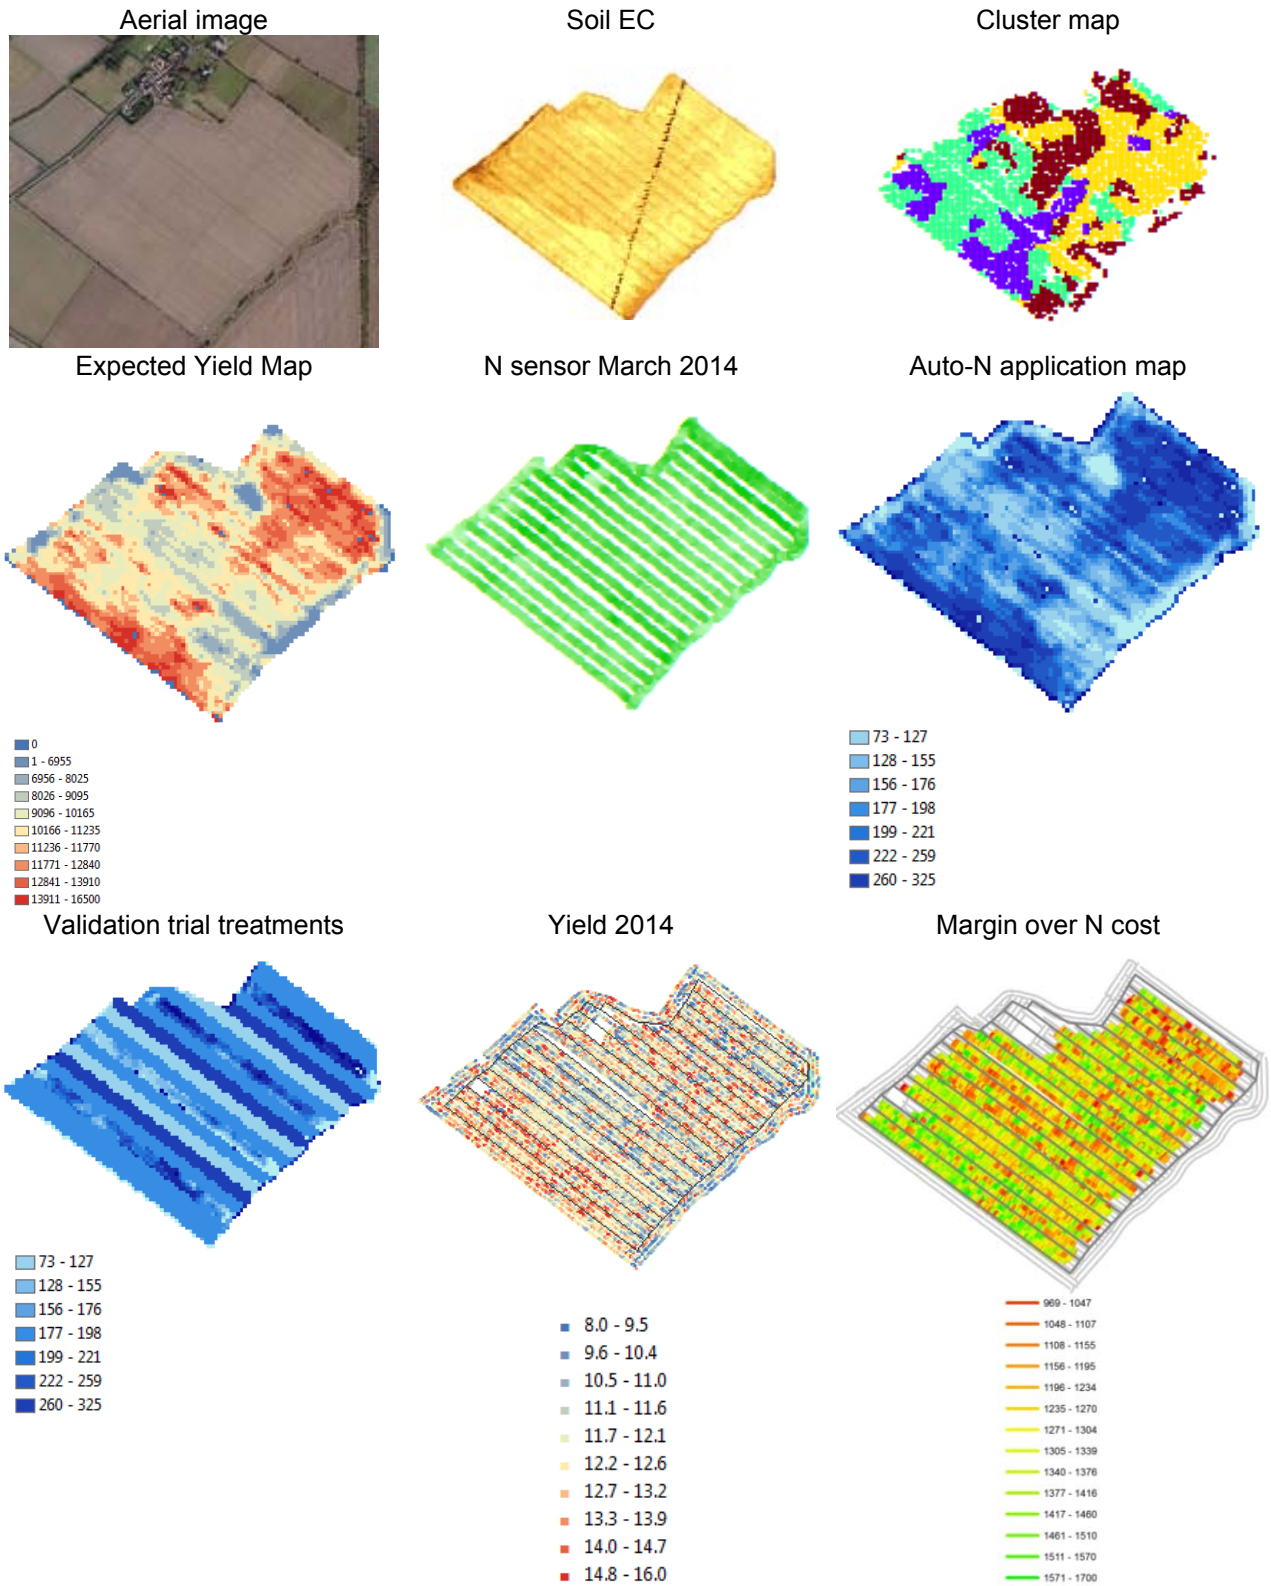 Aerial image
Soil EC
Cluster map
Expected Yield Map
N sensor March 2014
Auto-N application map
0
1 - 6955
6956 - 8025
8026 - 9095
9096 - 10165
10166 - 11235
11236 - 11770
11771 - 12840
12841 - 13910
13911 - 16500
73 - 127
128 - 155
156 - 176
177 - 198
199 - 221
222 - 259
260 - 325
Validation trial treatments
Yield 2014
Margin over N cost
73 - 127
128 - 155
156 - 176
177 - 198
199 - 221
222 - 259
260 - 325
8.0 - 9.5
9.6 - 10.4
10.5 - 11.0
11.1 - 11.6
11.7 - 12.1
12.2 - 12.6
12.7 - 13.2
13.3 - 13.9
14.0 - 14.7
14.8 - 16.0
969 - 1047
1048 - 1107
1108 - 1155
1156 - 1195
1196 - 1234
1235 - 1270
1271 - 1304
1305 - 1339
1340 - 1376
1377 - 1416
1417 - 1460
1461 - 1510
1511 - 1570
1571 - 1700